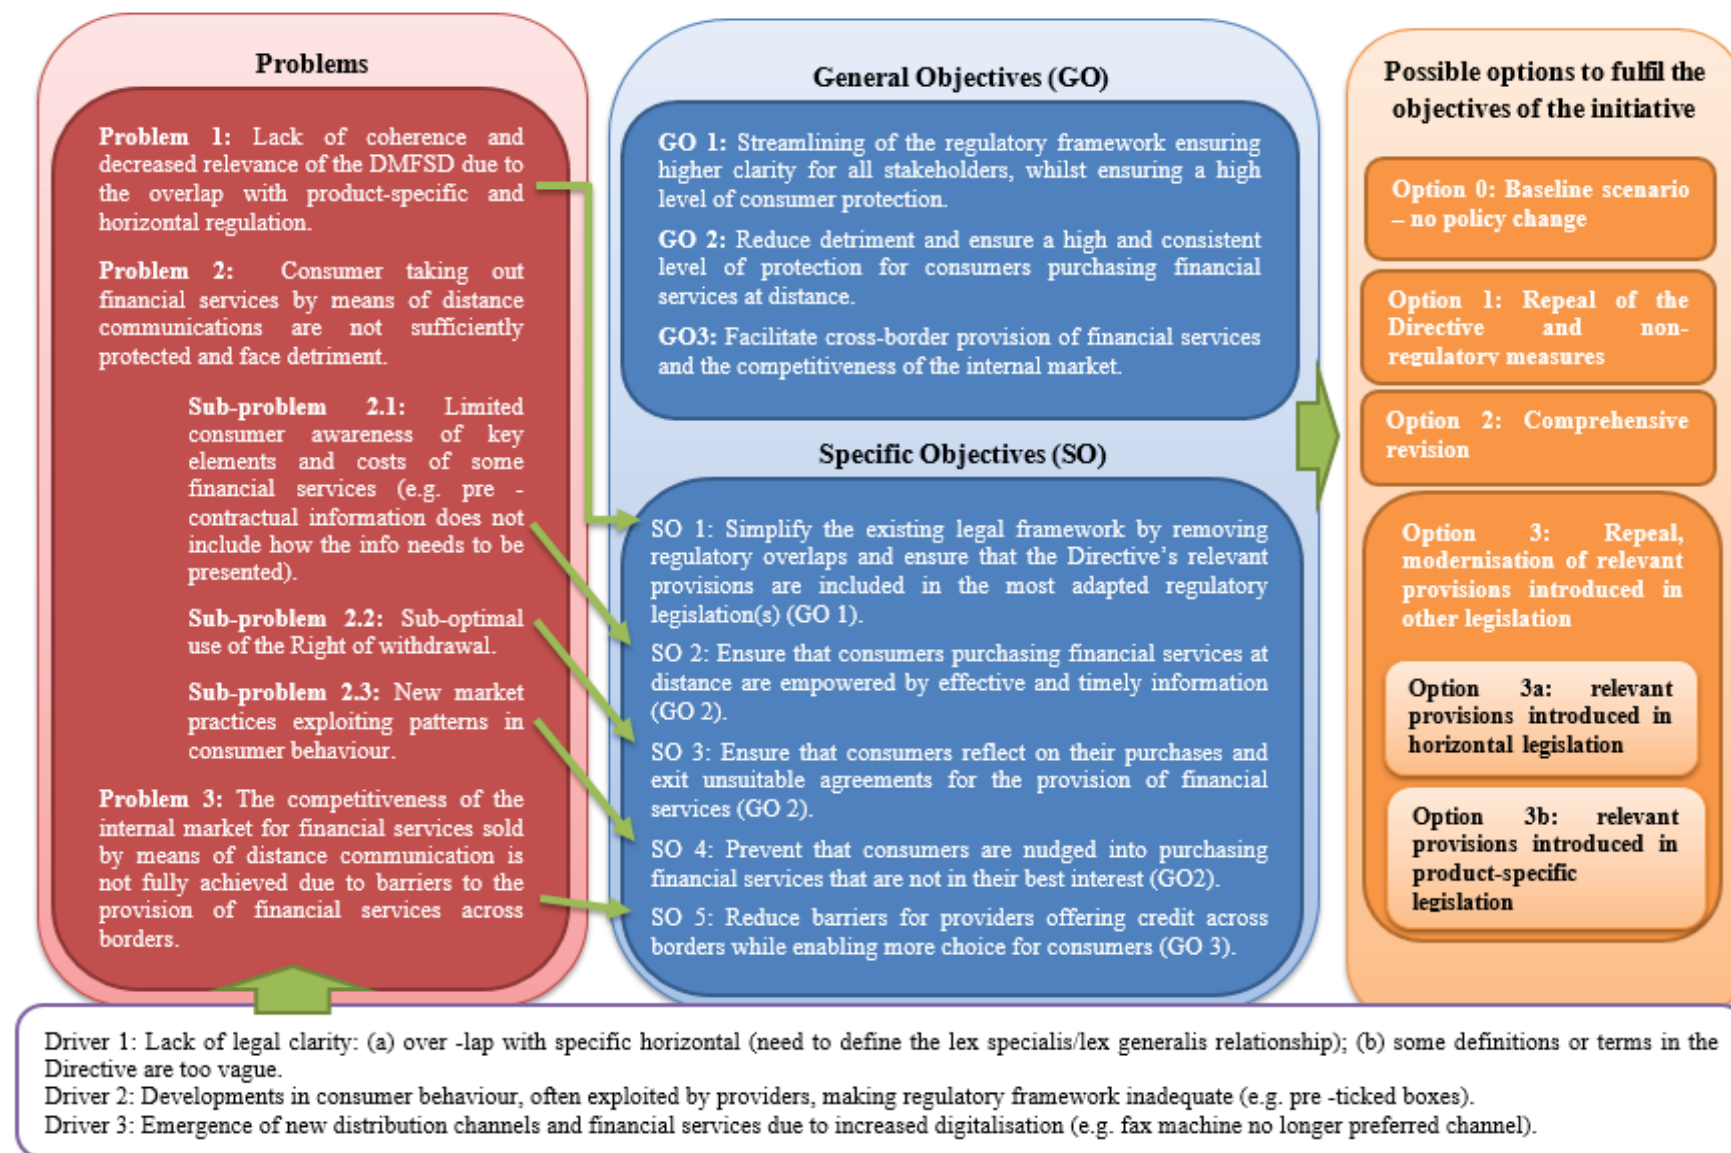 Problems
Problem 1: Lack of coherence and
decreased relevance of the DMFSD due to
the overlap with product-specific and
horizontal regulation.
Problem 2: Consumer taking out
financial services by means of distance
communications are not sufficiently
protected and face detriment.
Sub-problem 2.1: Limited
consumer awareness of key
elements and costs of some
financial services (e.g. pre -
contractual information does not
include how the info needs to be
presented).
Sub-problem 2.2: Sub-optimal
use of the Right of withdrawal.
Sub-problem 2.3: New market
practices exploiting patterns in
consumer behaviour.
Problem 3: The competitiveness of the
internal market for financial services sold
by means of distance communication is
not fully achieved due to barriers to the
provision of financial services across
borders.
General Objectives (GO)
GO 1: Streamlining of the regulatory framework ensuring
higher clarity for all stakeholders, whilst ensuring a high
level of consumer protection.
GO 2: Reduce detriment and ensure a high and consistent
level of protection for consumers purchasing financial
services at distance.
GO3: Facilitate cross-border provision of financial services
and the competitiveness of the internal market.
Specific Objectives (SO)
SO 1: Simplify the existing legal framework by removing
regulatory overlaps and ensure that the Directive's relevant
provisions are included in the most adapted regulatory
legislation(s) (GO 1).
SO 2: Ensure that consumers purchasing financial services at
distance are empowered by effective and timely information
(GO 2).
SO 3: Ensure that consumers reflect on their purchases and
exit unsuitable agreements for the provision of financial
services (GO 2).
SO 4: Prevent that consumers are nudged into purchasing
financial services that are not in their best interest (GO2).
SO 5: Reduce barriers for providers offering credit across
borders while enabling more choice for consumers (GO 3).
Possible options to fulfil the
objectives of the initiative
Option 0: Baseline scenario
– no policy change
Option 1: Repeal of the
Directive and non-
regulatory measures
Option 2: Comprehensive
revision
Option 3: Repeal,
modernisation of relevant
provisions introduced in
other legislation
Option 3a: relevant
provisions introduced in
horizontal legislation
Option 3b: relevant
provisions introduced in
product-specific
legislation
Driver 1: Lack of legal clarity: (a) over -lap with specific horizontal (need to define the lex specialis/lex generalis relationship); (b) some definitions or terms in the
Directive are too vague.
Driver 2: Developments in consumer behaviour, often exploited by providers, making regulatory framework inadequate (e.g. pre -ticked boxes).
Driver 3: Emergence of new distribution channels and financial services due to increased digitalisation (e.g. fax machine no longer preferred channel).